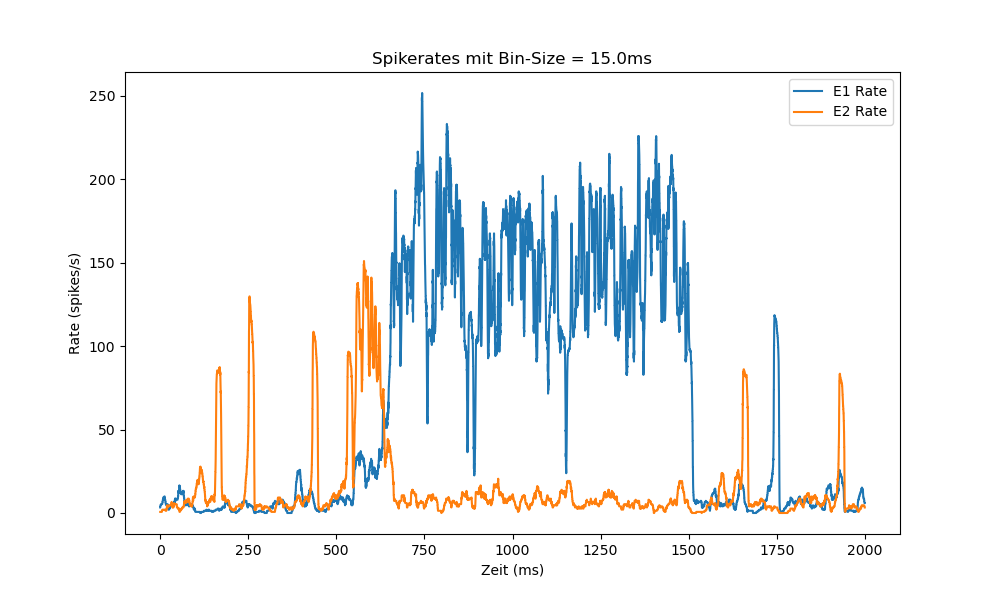 Spikerates mit Bin-Size = 15.0ms
E1 Rate
E2 Rate
250
200
150
100
50
0
Rate (spikes/s)
0 250 500 750 1000 1250 1500 1750 2000
Zeit (ms)